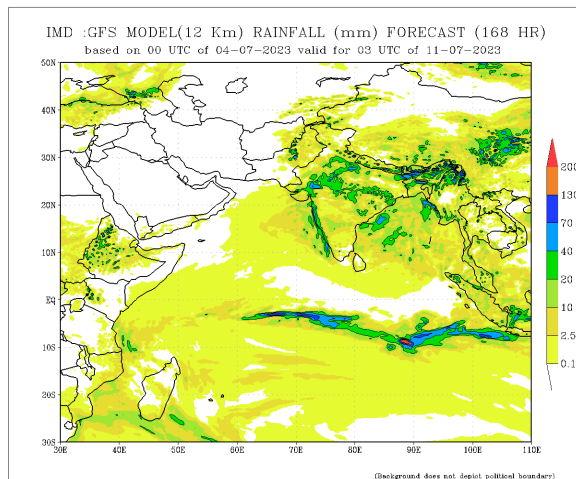 IMD :GFS MODEL(12 Km) RAINFALL (mm) FORECAST (168 HR)
based on 00 UTC of 04-07-2023 valid for 03 UTC of 11-07-2023
50N
40N
30N
20N
10N
EQ
10S
20S
30S
30E 40E 50E 60E 70E 80E 90E 100E 110E
200
130
70
40
20
10
2.5
0.1
(Background does not depict political boundary)